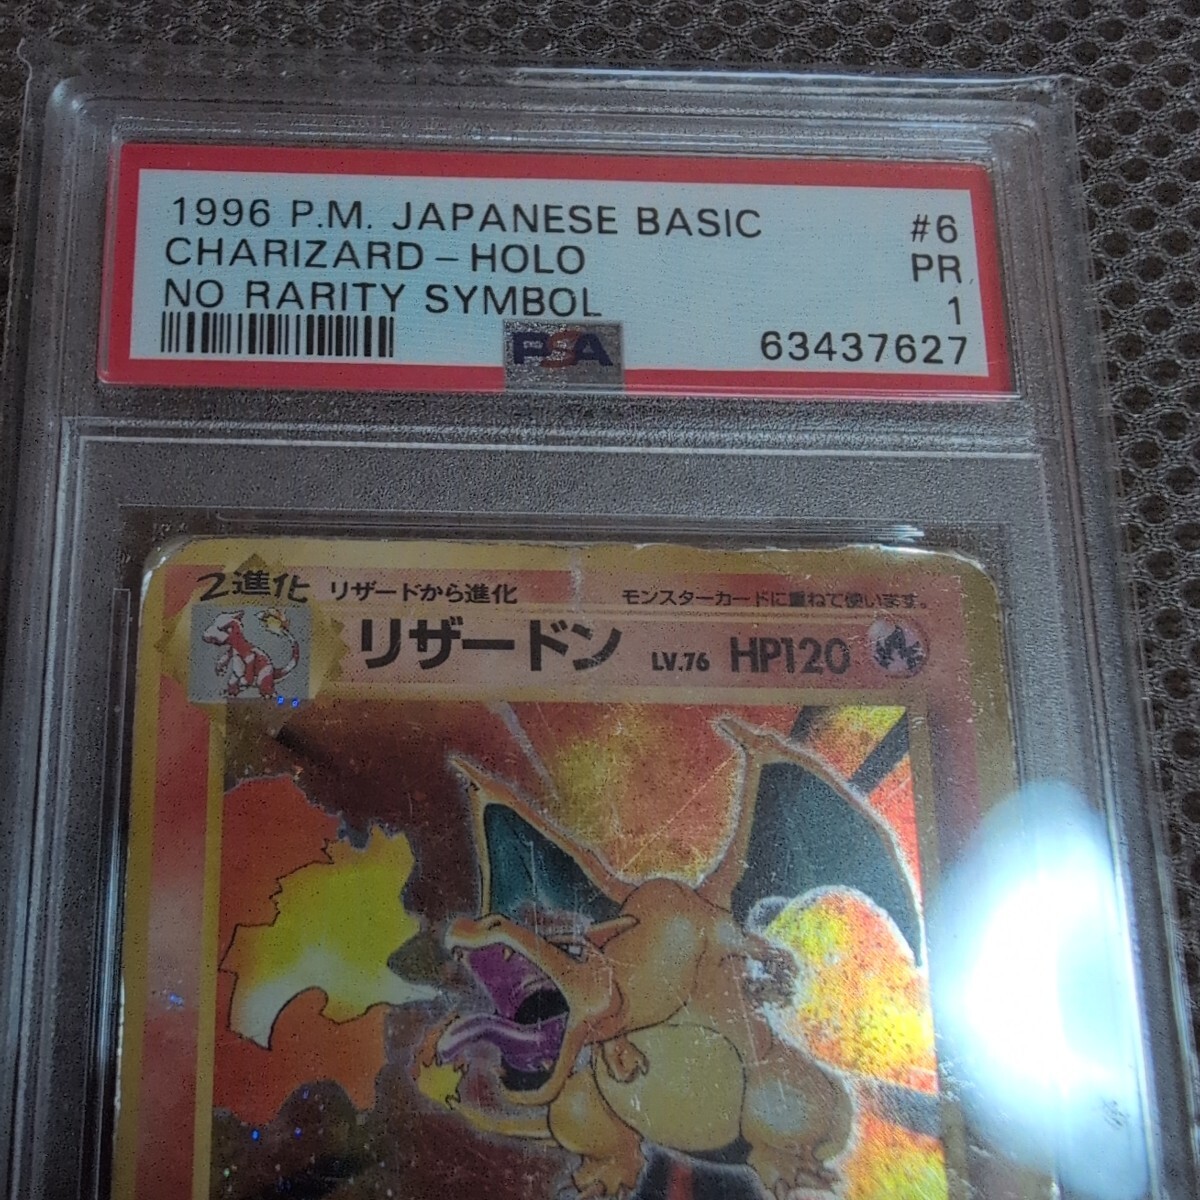 1996 P.M. JAPANESE BASIC #6
CHARIZARD-HOLO PR
NO RARITY SYMBOL 1
PSA 63437627
2進化 リザードから進化 モンスターカードに重ねて使います。
リザードン LV.76 HP120